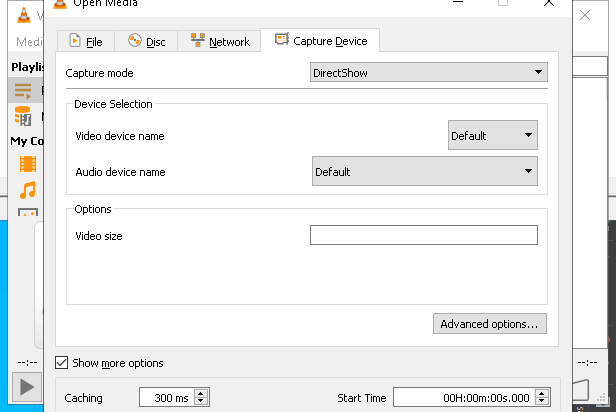 Open Media
Medi
File
Disc
Network
Capture Device
Playlis
Capture mode
DirectShow
Device Selection
Video device name
Default
My Co
Audio device name
Default
Options
Video size
Advanced options...
--:--
Show more options
--:--
Caching
300 ms
Start Time
00H:00m:00s.000